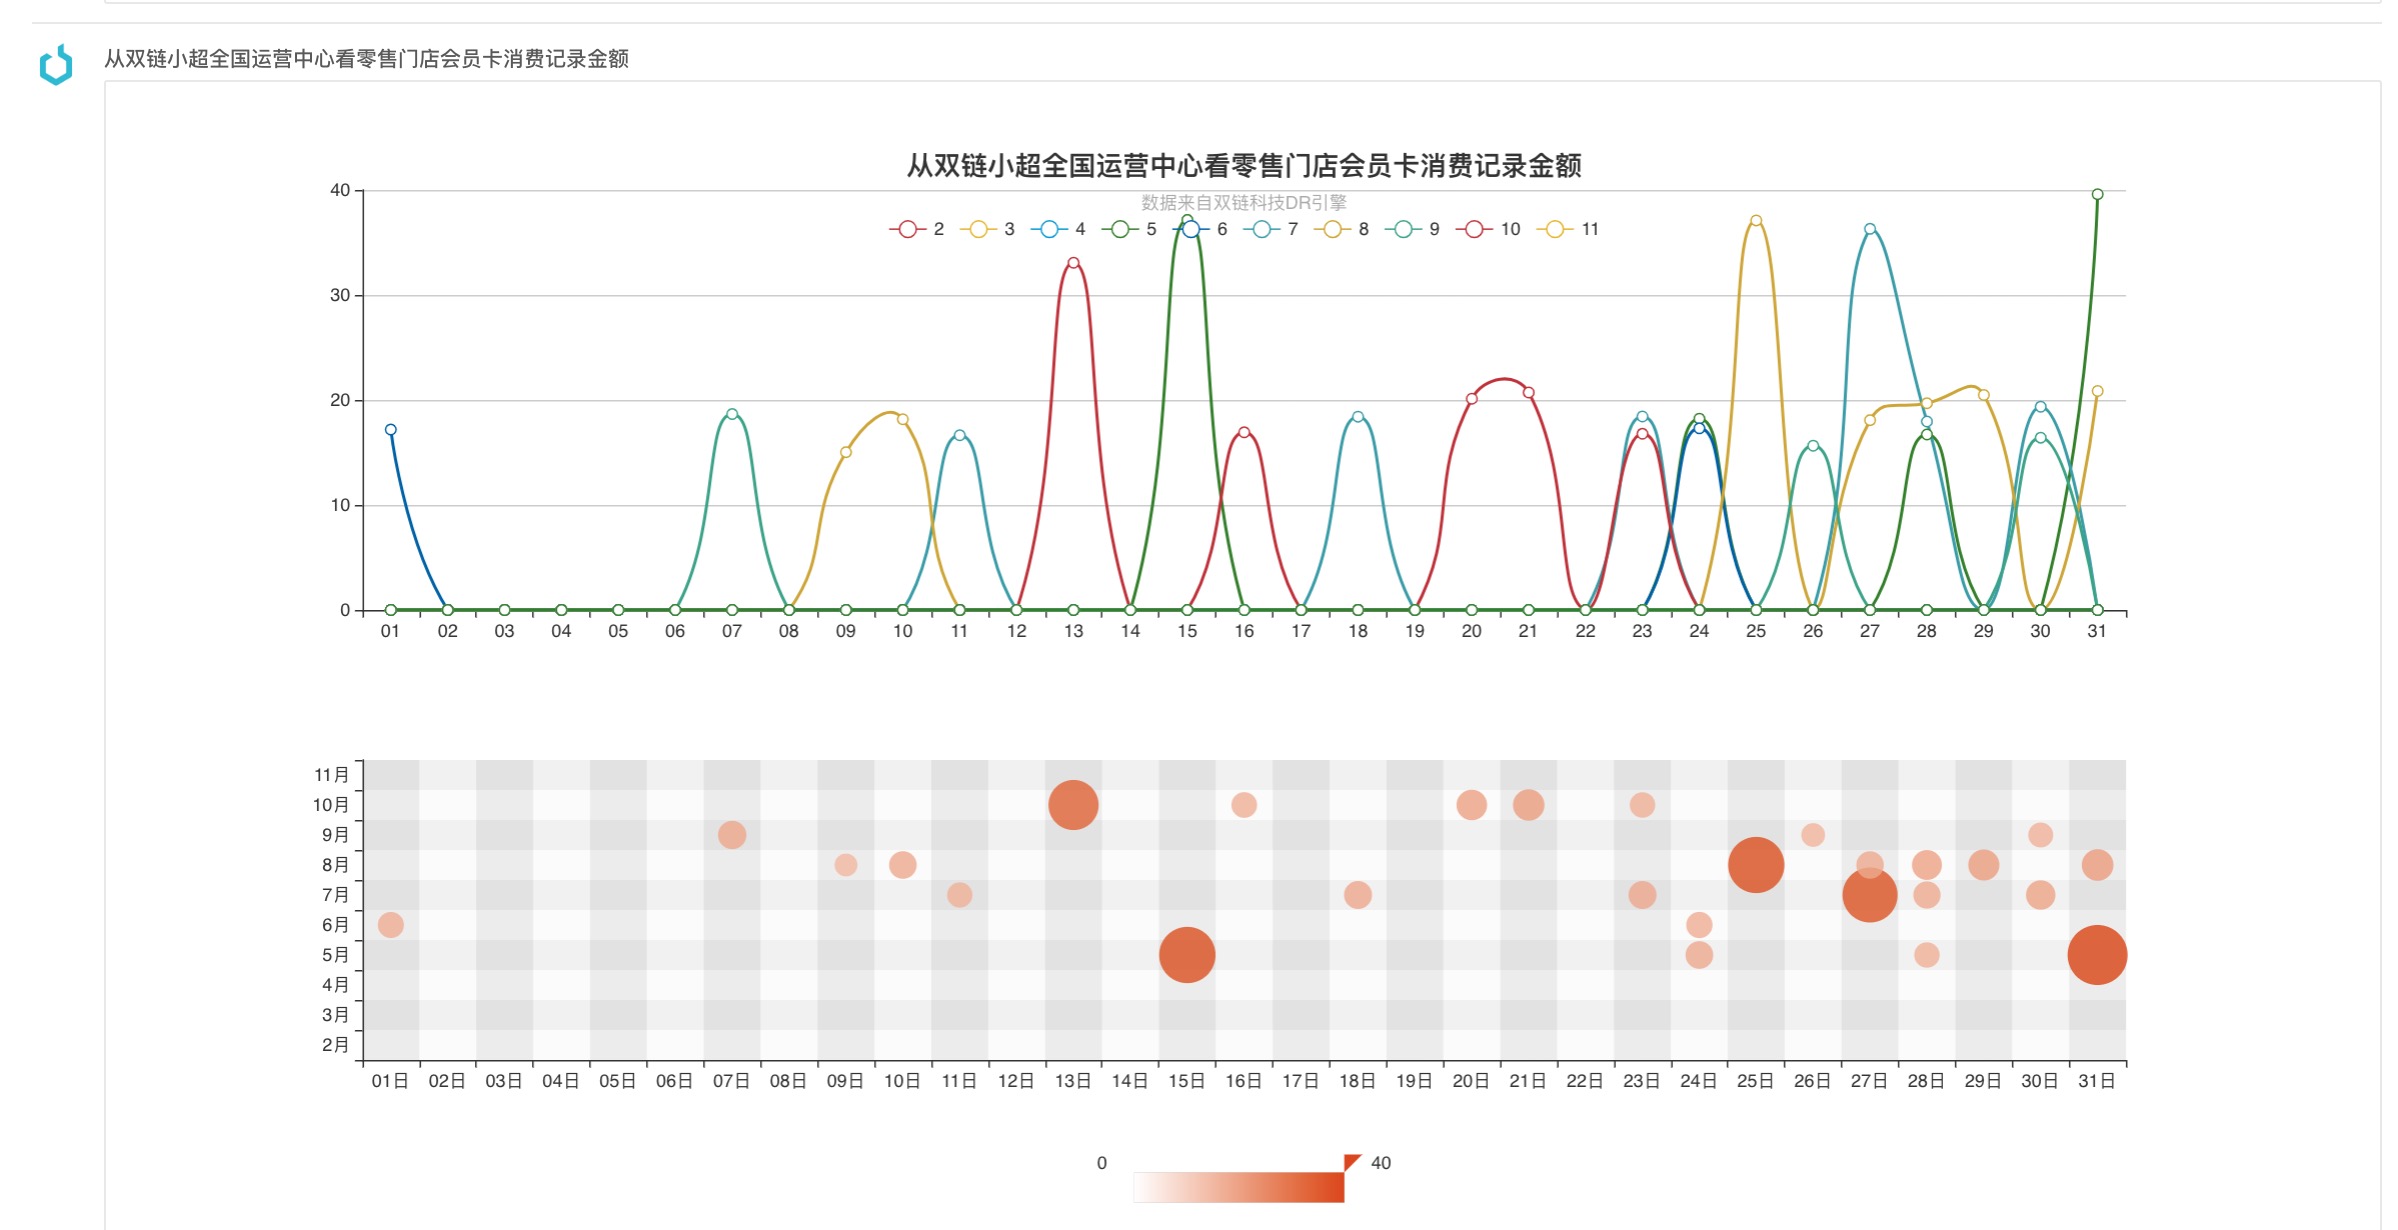 从双链小超全国运营中心看零售门店会员卡消费记录金额
从双链小超全国运营中心看零售门店会员卡消费记录金额
数据来自双链科技DR引擎
2 3 4 5 6 7 8 9 10 11
40
30
20
10
0
01 02 03 04 05 06 07 08 09 10 11 12 13 14 15 16 17 18 19 20 21 22 23 24 25 26 27 28 29 30 31
11月
10月
9月
8月
7月
6月
5月
4月
3月
2月
01日 02日 03日 04日 05日 06日 07日 08日 09日 10日 11日 12日 13日 14日 15日 16日 17日 18日 19日 20日 21日 22日 23日 24日 25日 26日 27日 28日 29日 30日 31日
0 40